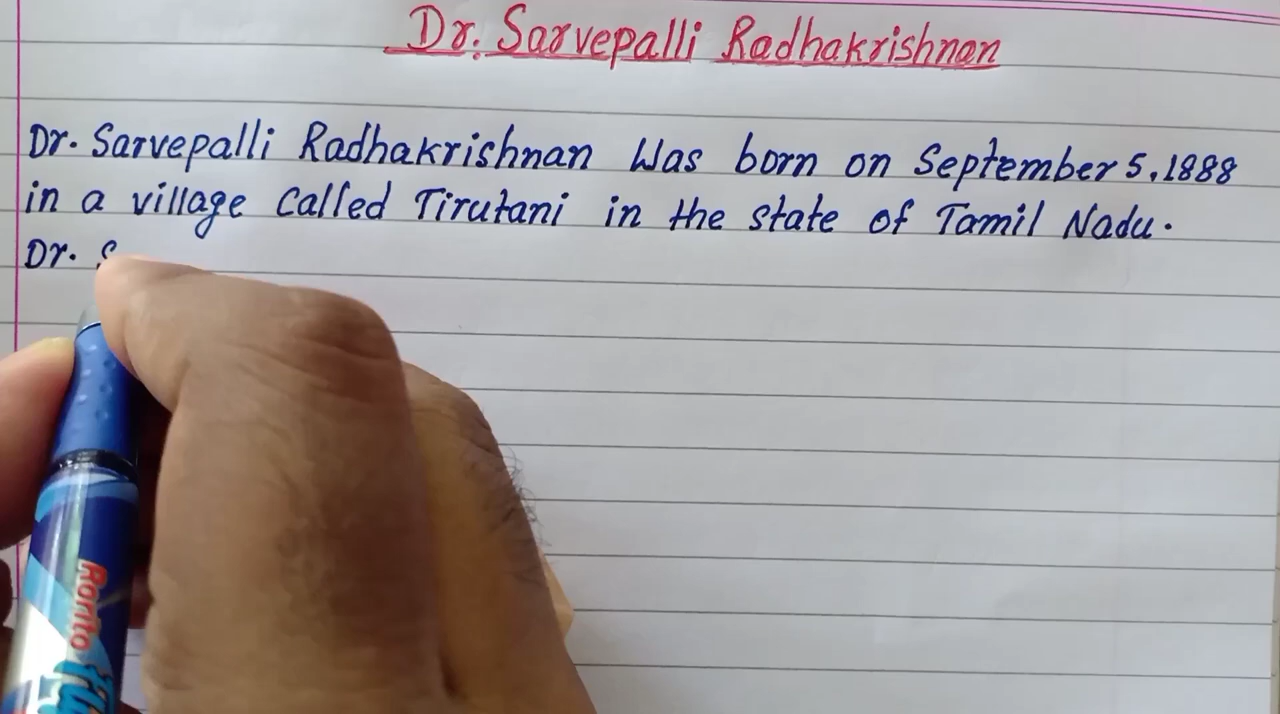 Dr. Sarvepalli Radhakrishnan
Dr. Sarvepalli Radhakrishnan Was born on September 5, 1888
in a village called Tirutani in the state of Tamil Nadu.
Dr. S
Rorito